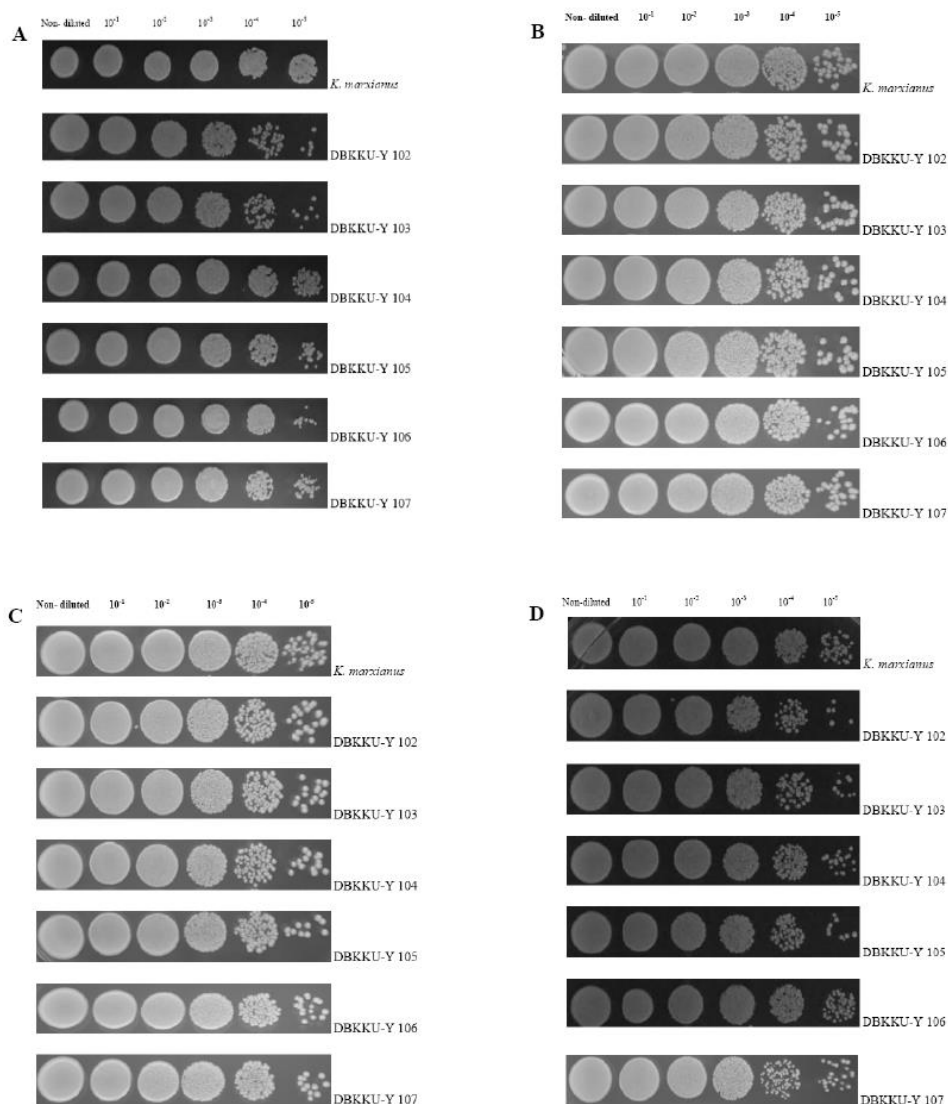 A
Non- diluted 10⁻¹ 10⁻² 10⁻³ 10⁻⁴ 10⁻⁵
K. marxianus
DBKKU-Y 102
DBKKU-Y 103
DBKKU-Y 104
DBKKU-Y 105
DBKKU-Y 106
DBKKU-Y 107
B
Non- diluted 10⁻¹ 10⁻² 10⁻³ 10⁻⁴ 10⁻⁵
K. marxianus
DBKKU-Y 102
DBKKU-Y 103
DBKKU-Y 104
DBKKU-Y 105
DBKKU-Y 106
DBKKU-Y 107
C
Non- diluted 10⁻¹ 10⁻² 10⁻³ 10⁻⁴ 10⁻⁵
K. marxianus
DBKKU-Y 102
DBKKU-Y 103
DBKKU-Y 104
DBKKU-Y 105
DBKKU-Y 106
DBKKU-Y 107
D
Non-diluted 10⁻¹ 10⁻² 10⁻³ 10⁻⁴ 10⁻⁵
K. marxianus
DBKKU-Y 102
DBKKU-Y 103
DBKKU-Y 104
DBKKU-Y 105
DBKKU-Y 106
DBKKU-Y 107